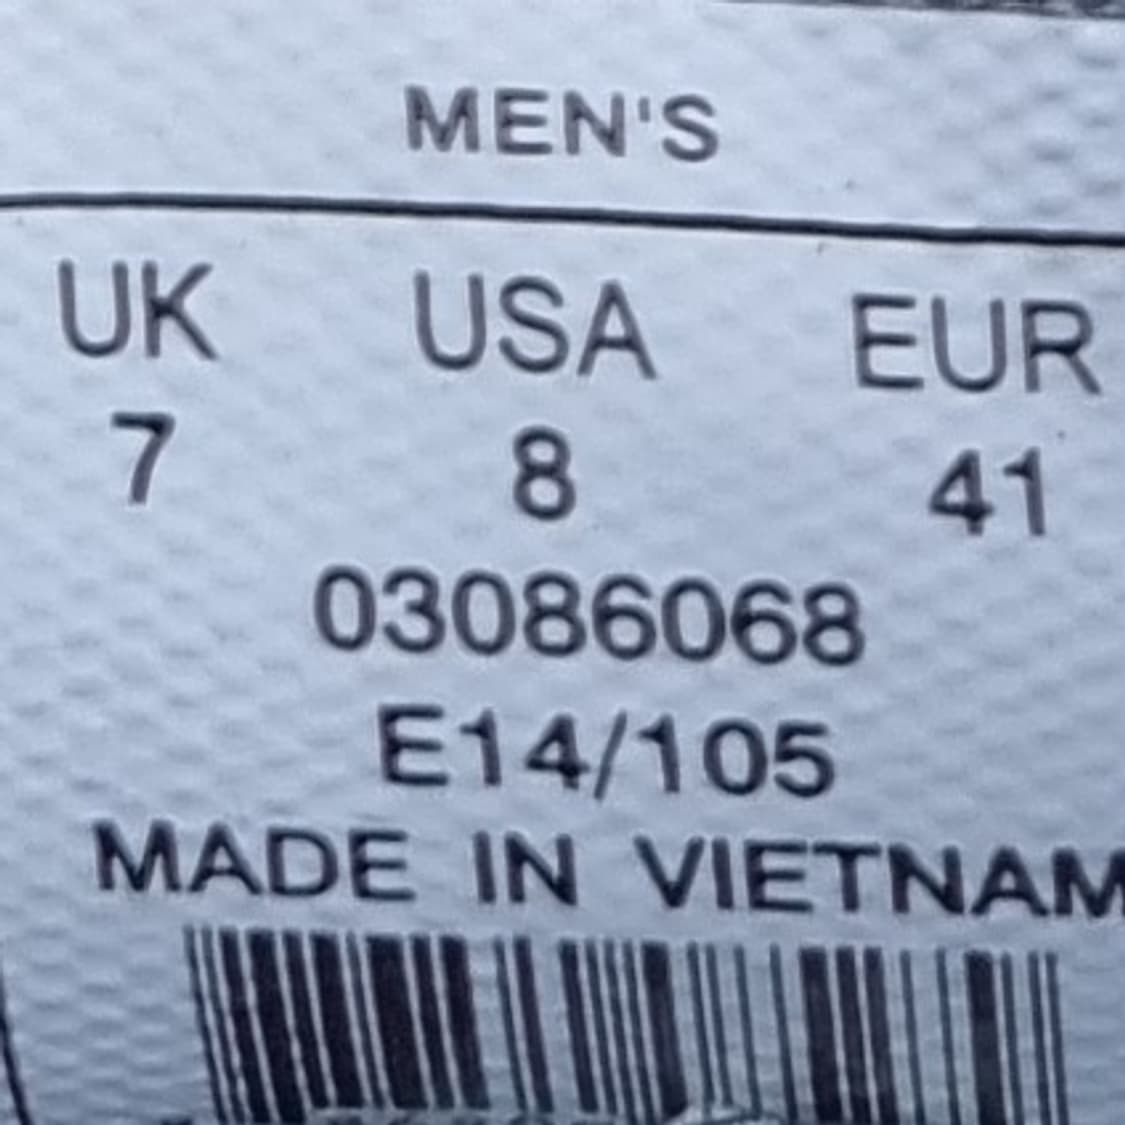 MEN'S
UK USA EUR
7 8 41
03086068
E14/105
MADE IN VIETNAM